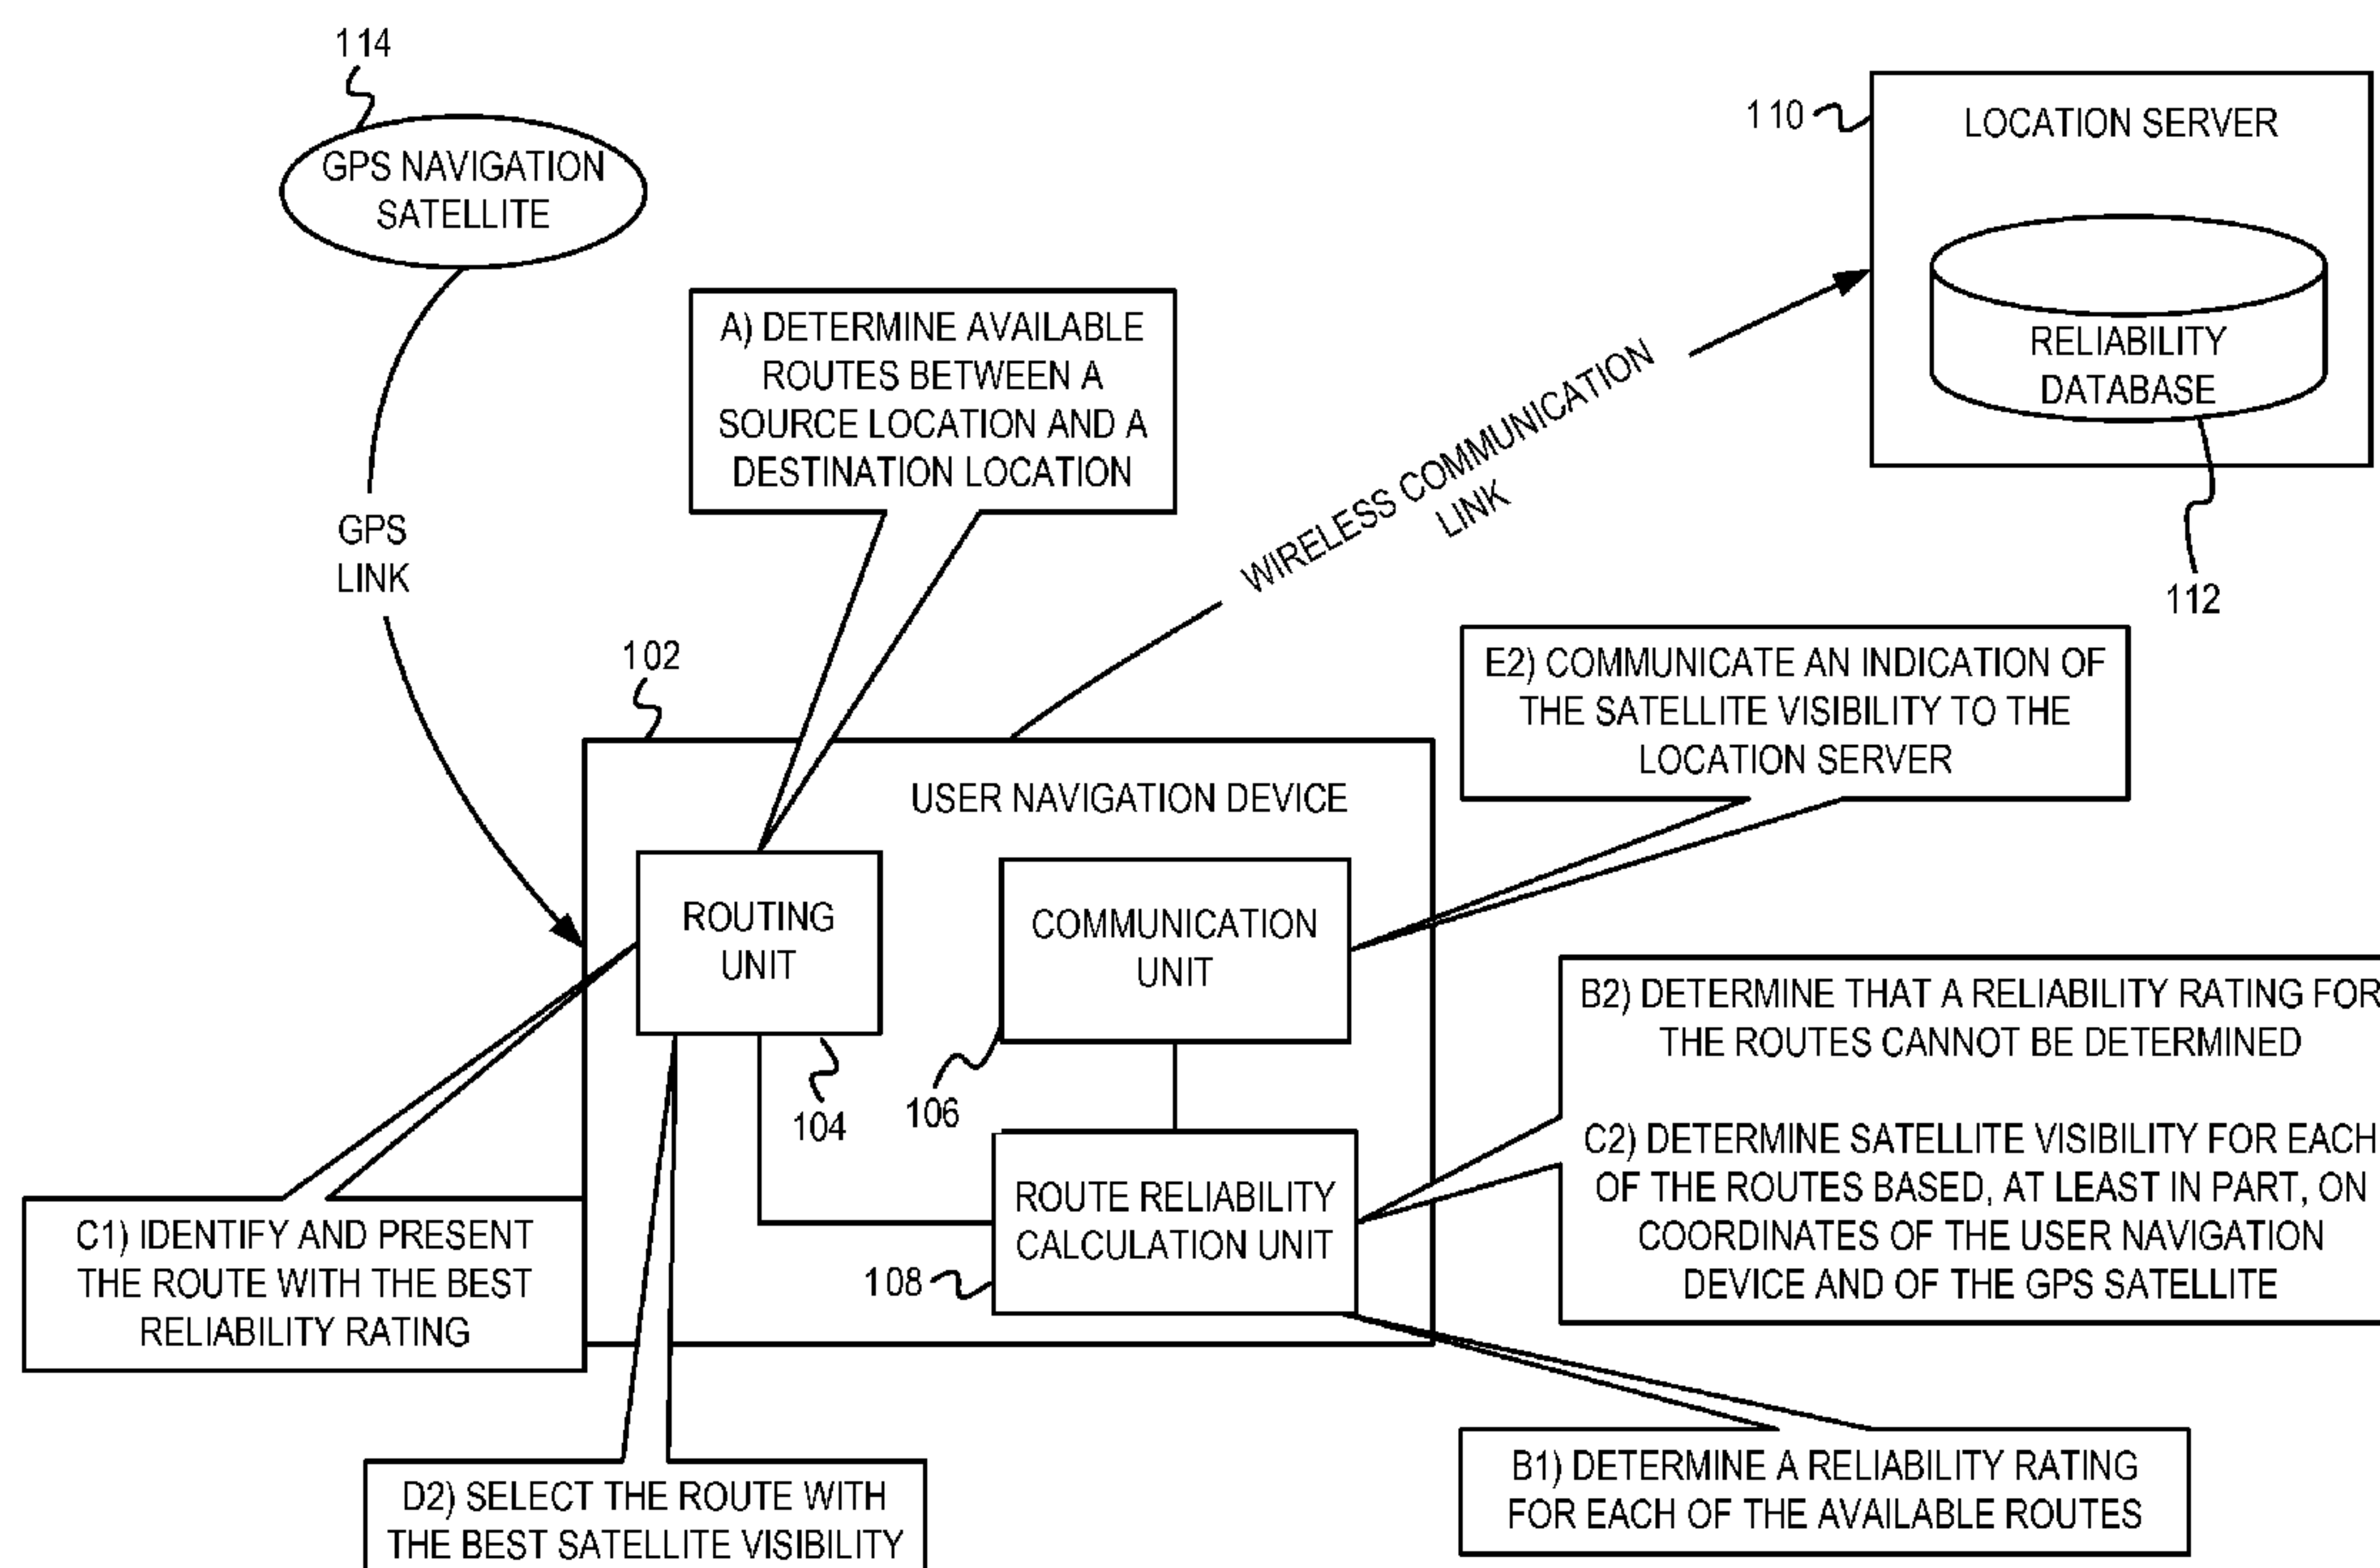 114
GPS NAVIGATION
SATELLITE
110
LOCATION SERVER
RELIABILITY
DATABASE
112
A) DETERMINE AVAILABLE
ROUTES BETWEEN A
SOURCE LOCATION AND A
DESTINATION LOCATION
WIRELESS COMMUNICATION
LINK
GPS
LINK
102
E2) COMMUNICATE AN INDICATION OF
THE SATELLITE VISIBILITY TO THE
LOCATION SERVER
USER NAVIGATION DEVICE
ROUTING
UNIT
104
COMMUNICATION
UNIT
106
B2) DETERMINE THAT A RELIABILITY RATING FOR
THE ROUTES CANNOT BE DETERMINED
C2) DETERMINE SATELLITE VISIBILITY FOR EACH
OF THE ROUTES BASED, AT LEAST IN PART, ON
COORDINATES OF THE USER NAVIGATION
DEVICE AND OF THE GPS SATELLITE
ROUTE RELIABILITY
CALCULATION UNIT
108
C1) IDENTIFY AND PRESENT
THE ROUTE WITH THE BEST
RELIABILITY RATING
D2) SELECT THE ROUTE WITH
THE BEST SATELLITE VISIBILITY
B1) DETERMINE A RELIABILITY RATING
FOR EACH OF THE AVAILABLE ROUTES